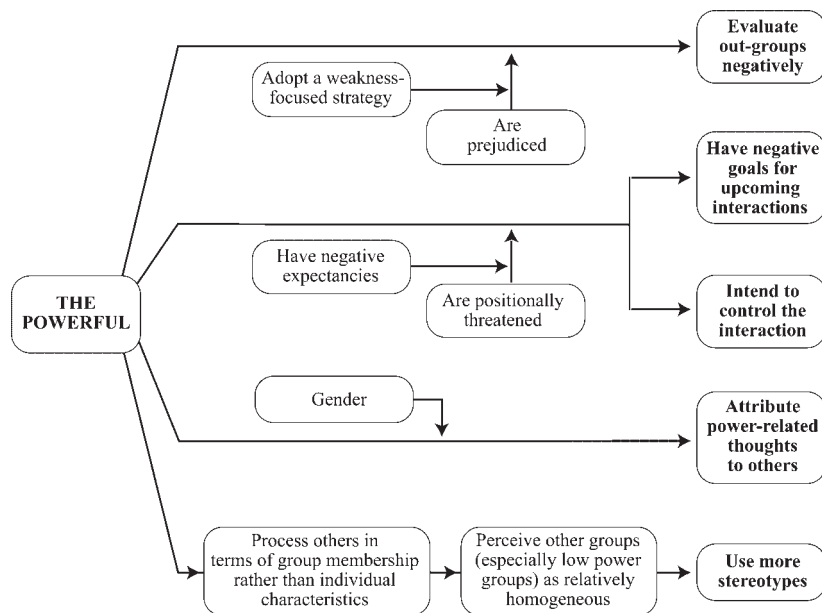 Evaluate
out-groups
negatively
Adopt a weakness-
focused strategy
Are
prejudiced
Have negative
goals for
upcoming
interactions
Have negative
expectancies
Are positionally
threatened
THE
POWERFUL
Intend to
control the
interaction
Gender
Attribute
power-related
thoughts
to others
Process others in
terms of group membership
rather than individual
characteristics
Perceive other groups
(especially low power
groups) as relatively
homogeneous
Use more
stereotypes